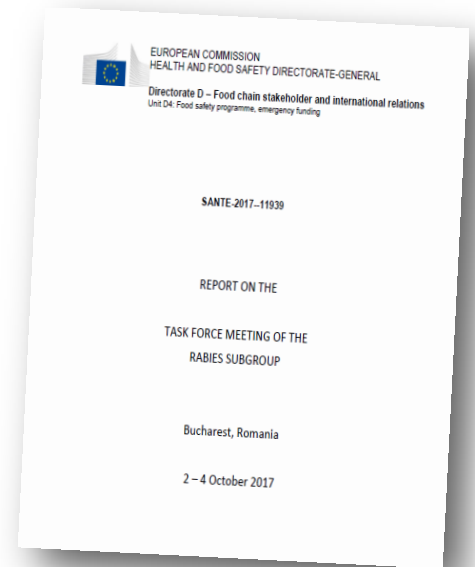 EUROPEAN COMMISSION
HEALTH AND FOOD SAFETY DIRECTORATE-GENERAL
Directorate D – Food chain stakeholder and international relations
Unit D4: Food safety programme, emergency funding
SANTE-2017--11939
REPORT ON THE
TASK FORCE MEETING OF THE
RABIES SUBGROUP
Bucharest, Romania
2 – 4 October 2017